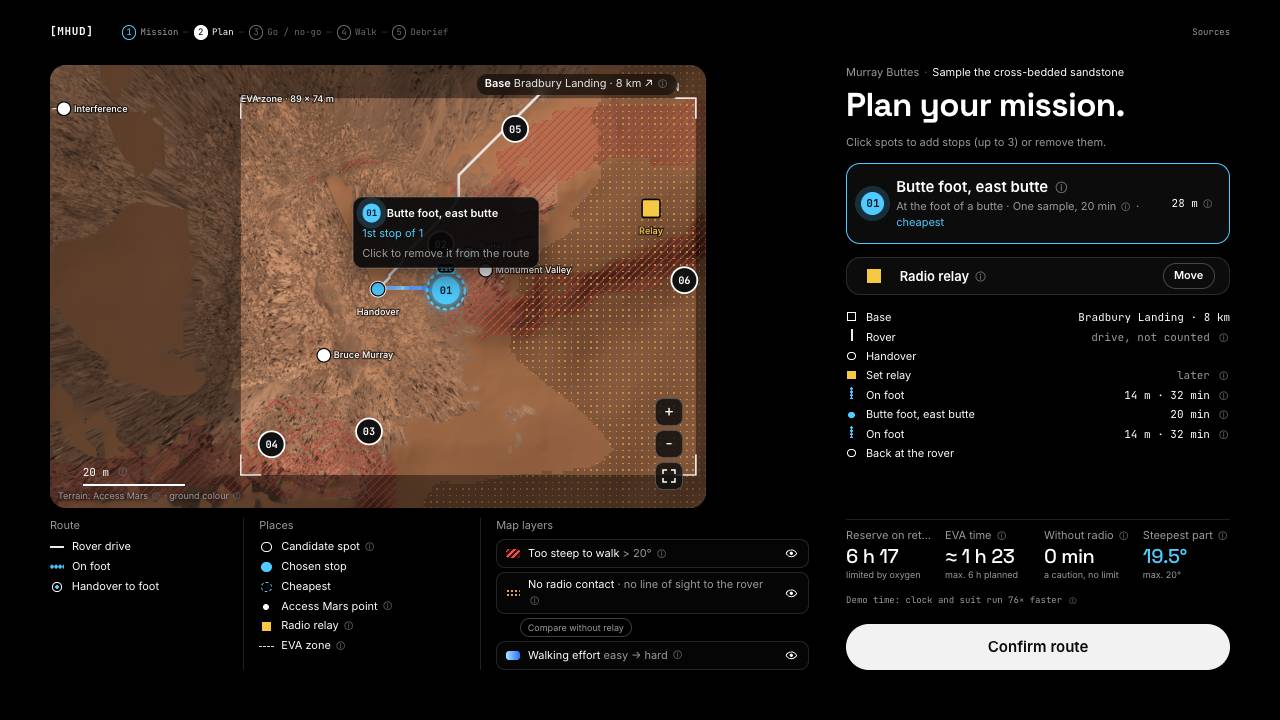 [MHUD]
1 Mission
2 Plan
3 Go / no-go
4 Walk
5 Debrief
Sources
Base Bradbury Landing · 8 km ↗
N
EVA zone · 89 × 74 m
Interference
05
01 Butte foot, east butte
1st stop of 1
Click to remove it from the route
02
Relay
Monument Valley
06
01
Handover
Bruce Murray
03
04
+
−
20 m
Terrain: Access Mars · ground colour
Route
Rover drive
On foot
Handover to foot
Places
Candidate spot
Chosen stop
Cheapest
Access Mars point
Radio relay
EVA zone
Map layers
Too steep to walk > 20°
No radio contact · no line of sight to the rover
Compare without relay
Walking effort easy → hard
Murray Buttes · Sample the cross-bedded sandstone
Plan your mission.
Click spots to add stops (up to 3) or remove them.
01
Butte foot, east butte
At the foot of a butte · One sample, 20 min ·
cheapest
28 m
Radio relay
Move
Base Bradbury Landing · 8 km
Rover drive, not counted
Handover
Set relay later
On foot 14 m · 32 min
Butte foot, east butte 20 min
On foot 14 m · 32 min
Back at the rover
Reserve on ret...
6 h 17
limited by oxygen
EVA time
≈ 1 h 23
max. 6 h planned
Without radio
0 min
a caution, no limit
Steepest part
19.5°
max. 20°
Demo time: clock and suit run 76× faster
Confirm route